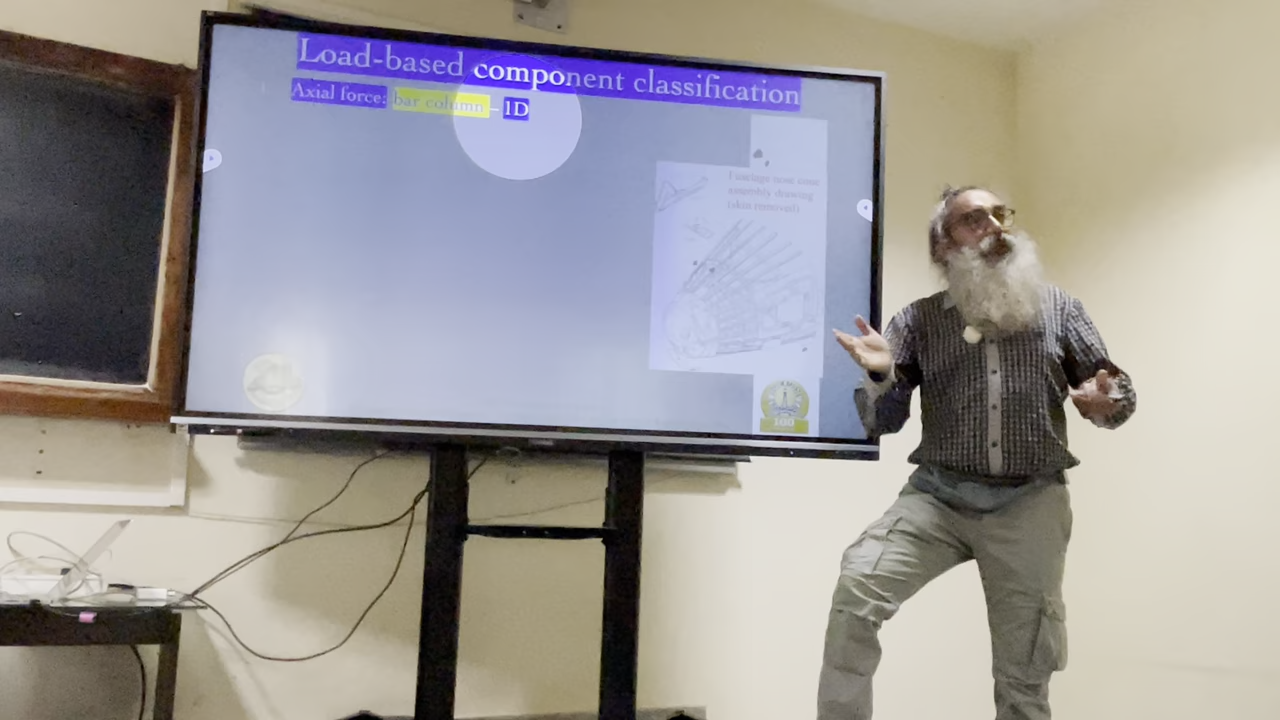 Load-based component classification
Axial force: bar column – 1D
Fuselage nose cone
assembly drawing
(skin removed)
100